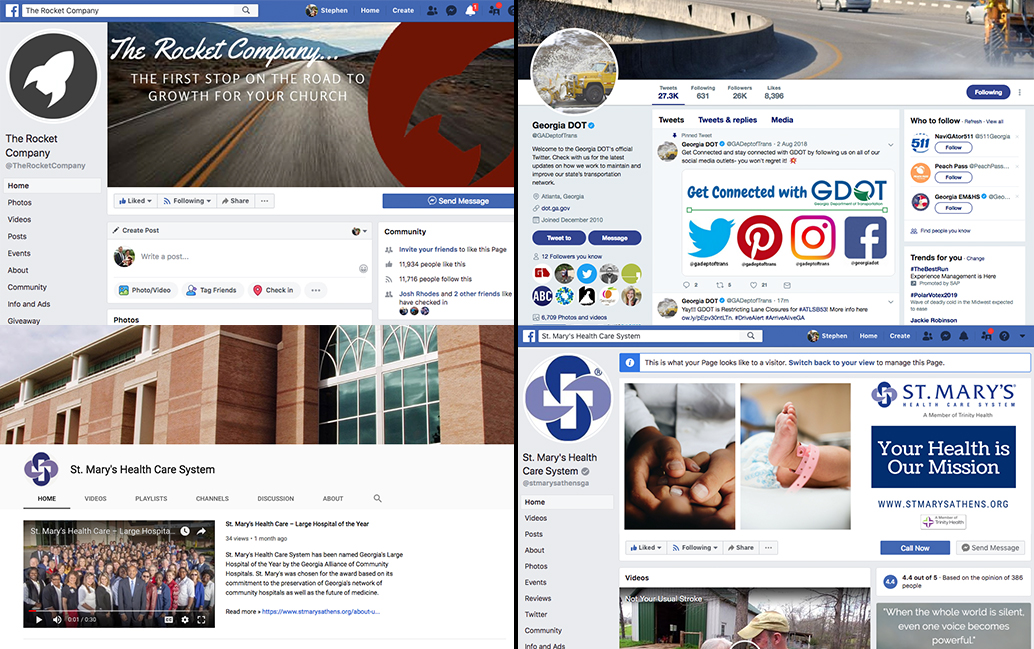 The Rocket Company
Stephen
Home
Create
The Rocket Company...
THE FIRST STOP ON THE ROAD TO
GROWTH FOR YOUR CHURCH
The Rocket
Company
@TheRocketCompany
Home
Photos
Videos
Posts
Events
About
Community
Info and Ads
Giveaway
Liked
Following
Share
Send Message
Create Post
Write a post...
Photo/Video
Tag Friends
Check in
Photos
Community
Invite your friends to like this Page
11,934 people like this
11,716 people follow this
Josh Rhodes and 2 other friends like
have checked in
Tweets
27.3K
Following
631
Followers
26K
Likes
8,396
Following
Georgia DOT
@GADeptofTrans
Welcome to the Georgia DOT's official
Twitter. Check with us for the latest
updates on how we work to maintain and
improve our state's transportation
network.
Atlanta, Georgia
dot.ga.gov
Joined December 2010
Tweet to
Message
12 Followers you know
ABC
6,709 Photos and videos
Tweets
Tweets & replies
Media
Pinned Tweet
Georgia DOT @GADeptofTrans · 2 Aug 2018
Get Connected and stay connected with GDOT by following us on all of our
social media outlets- you won't regret it!
Get Connected with GDOT
Georgia Department of Transportation
@gadeptoftrans
@gadeptoftrans
@gadeptoftrans
@georgiadot
2
5
21
Georgia DOT @GADeptofTrans · 17m
Yay!! GDOT is Restricting Lane Closures for #ATLSB53! More info here
ow.ly/pEpv30ntLTn. #DriveAlert #ArriveAliveGA
Who to follow · Refresh · View all
511
NaviGAtor511 @511Georgia
Follow
Peach Pass @PeachPass...
Follow
Georgia EM&HS @Geo...
Follow
Find people you know
Trends for you · Change
#TheBestRun
Experience Management is Here
Promoted by SAP
#PolarVotex2019
Wave of deadly cold in the Midwest expected
to ease
Jackie Robinson
St. Mary's Health Care System
HOME
VIDEOS
PLAYLISTS
CHANNELS
DISCUSSION
ABOUT
St. Mary's Health Care – Large Hospita...
0:01 / 0:30
St. Mary's Health Care – Large Hospital of the Year
34 views · 1 month ago
St. Mary's Health Care System has been named Georgia's Large
Hospital of the Year by the Georgia Alliance of Community
Hospitals. St. Mary's was chosen for the award based on its
commitment to the preservation of Georgia's network of
community hospitals as well as the future of medicine.
Read more » https://www.stmarysathens.org/about-u...
St. Mary's Health Care System
Stephen
Home
Create
This is what your Page looks like to a visitor. Switch back to your view to manage this Page.
St. Mary's Health
Care System
@stmarysathensga
Home
Videos
Posts
About
Photos
Events
Reviews
Twitter
Community
Info and Ads
ST. MARY'S
HEALTH CARE SYSTEM
A Member of Trinity Health
Your Health is
Our Mission
WWW.STMARYSATHENS.ORG
A Member of
Trinity Health
Liked
Following
Share
Call Now
Send Message
Videos
Not Your Usual Stroke
4.4
4.4 out of 5 · Based on the opinion of 386
people
"When the whole world is silent,
even one voice becomes
powerful."